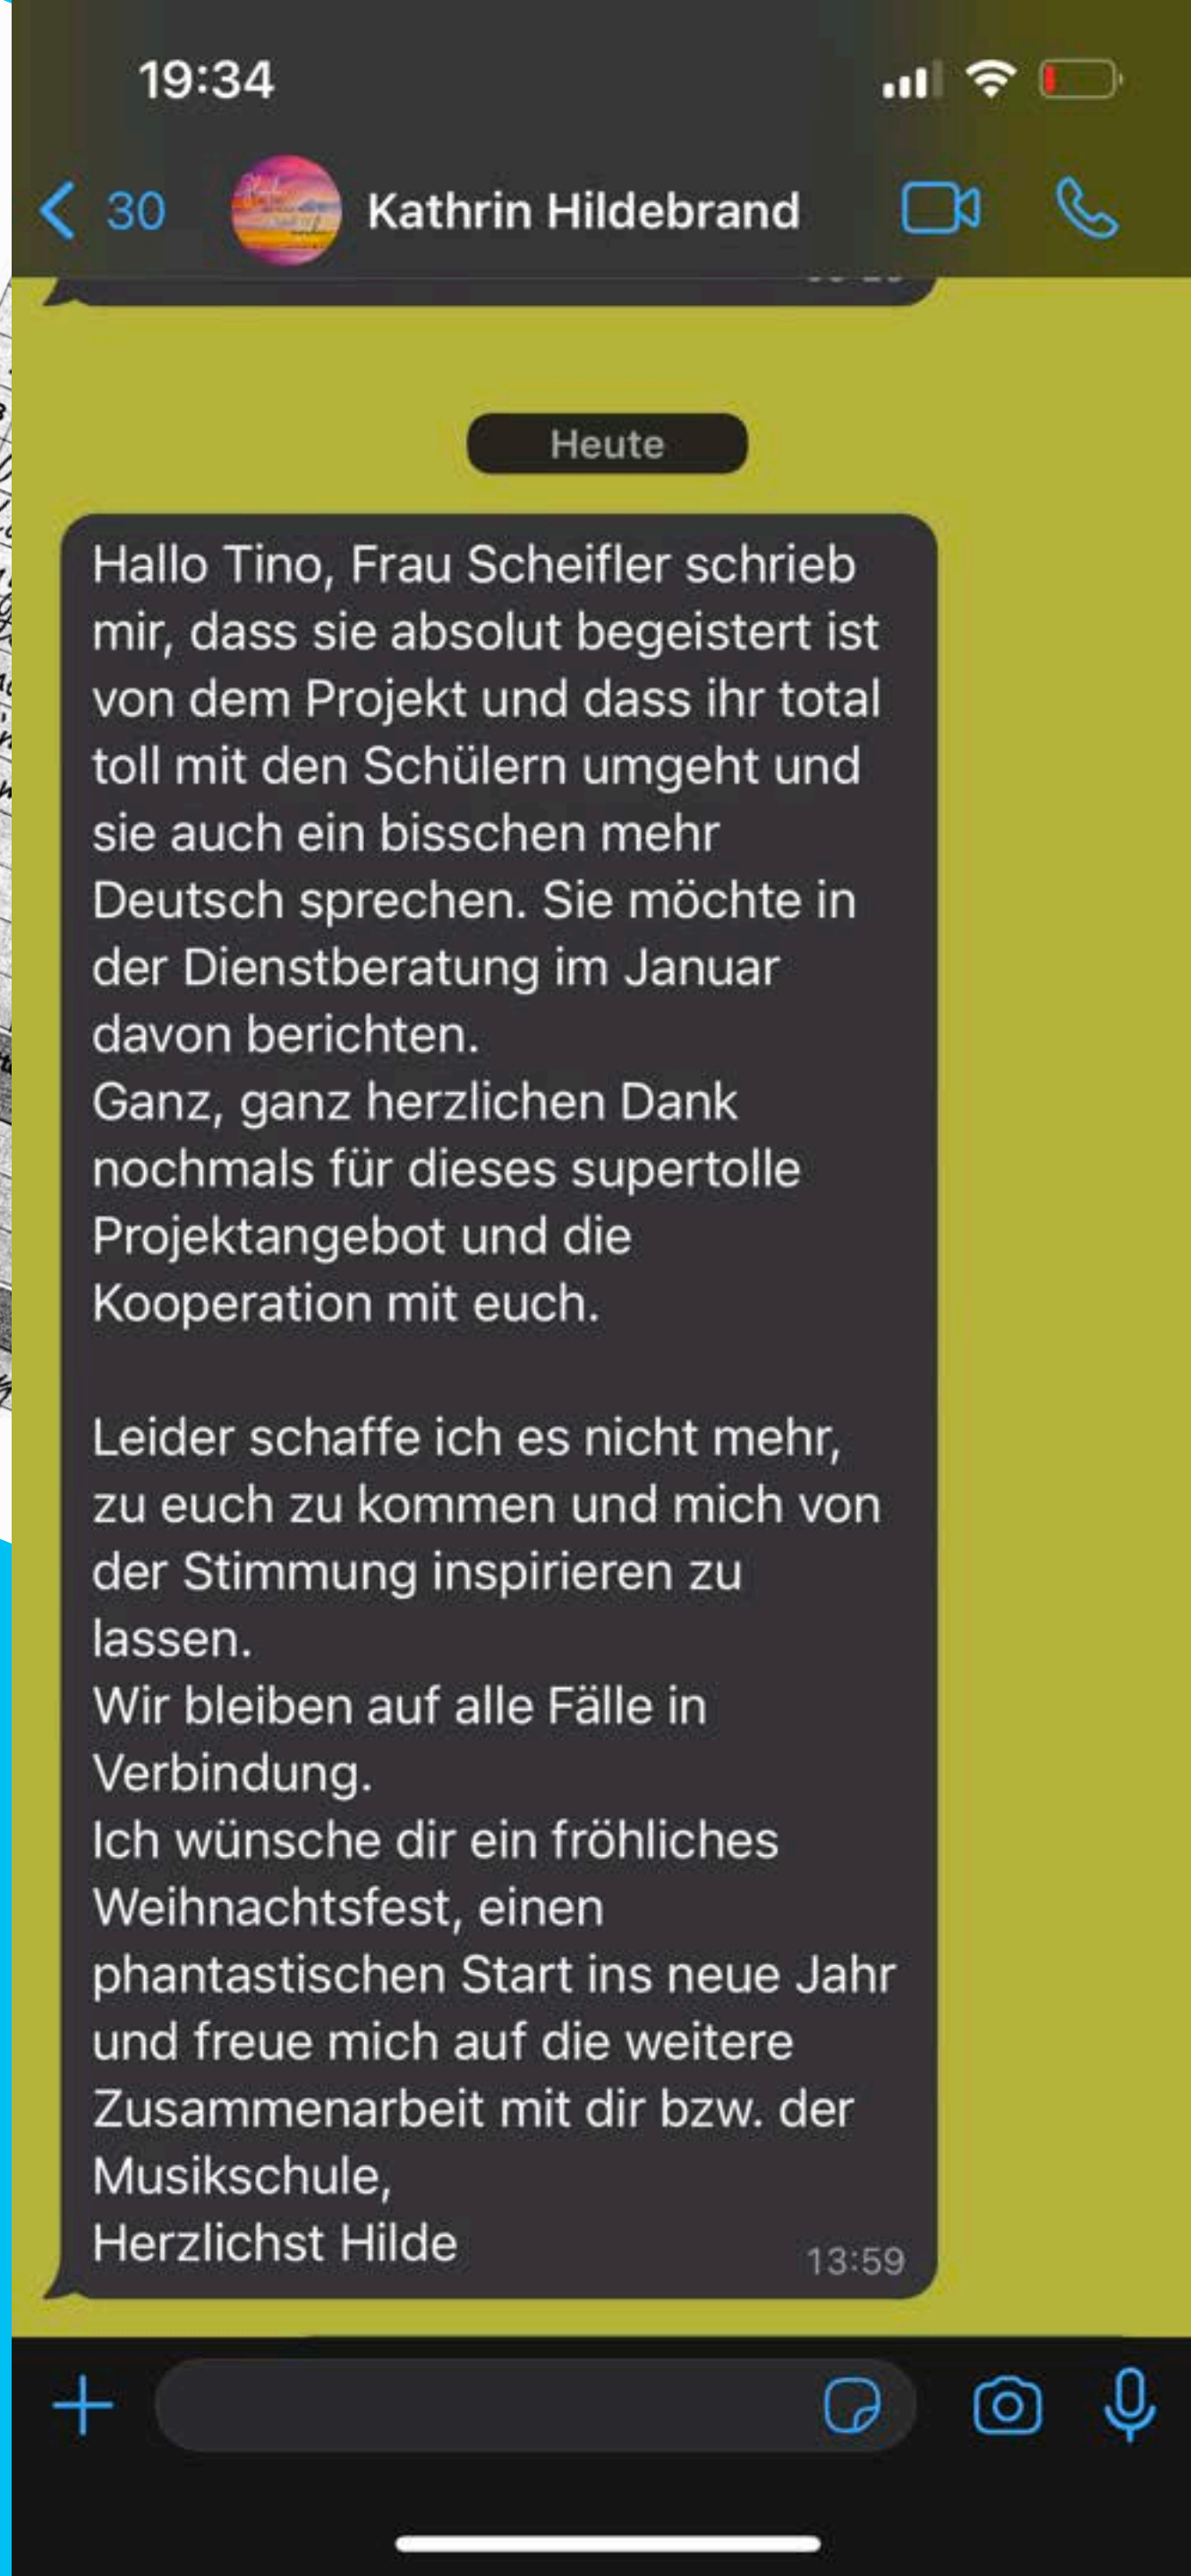 19:34
30
Kathrin Hildebrand
Heute
Hallo Tino, Frau Scheifler schrieb
mir, dass sie absolut begeistert ist
von dem Projekt und dass ihr total
toll mit den Schülern umgeht und
sie auch ein bisschen mehr
Deutsch sprechen. Sie möchte in
der Dienstberatung im Januar
davon berichten.
Ganz, ganz herzlichen Dank
nochmals für dieses supertolle
Projektangebot und die
Kooperation mit euch.
Leider schaffe ich es nicht mehr,
zu euch zu kommen und mich von
der Stimmung inspirieren zu
lassen.
Wir bleiben auf alle Fälle in
Verbindung.
Ich wünsche dir ein fröhliches
Weihnachtsfest, einen
phantastischen Start ins neue Jahr
und freue mich auf die weitere
Zusammenarbeit mit dir bzw. der
Musikschule,
Herzlichst Hilde
13:59